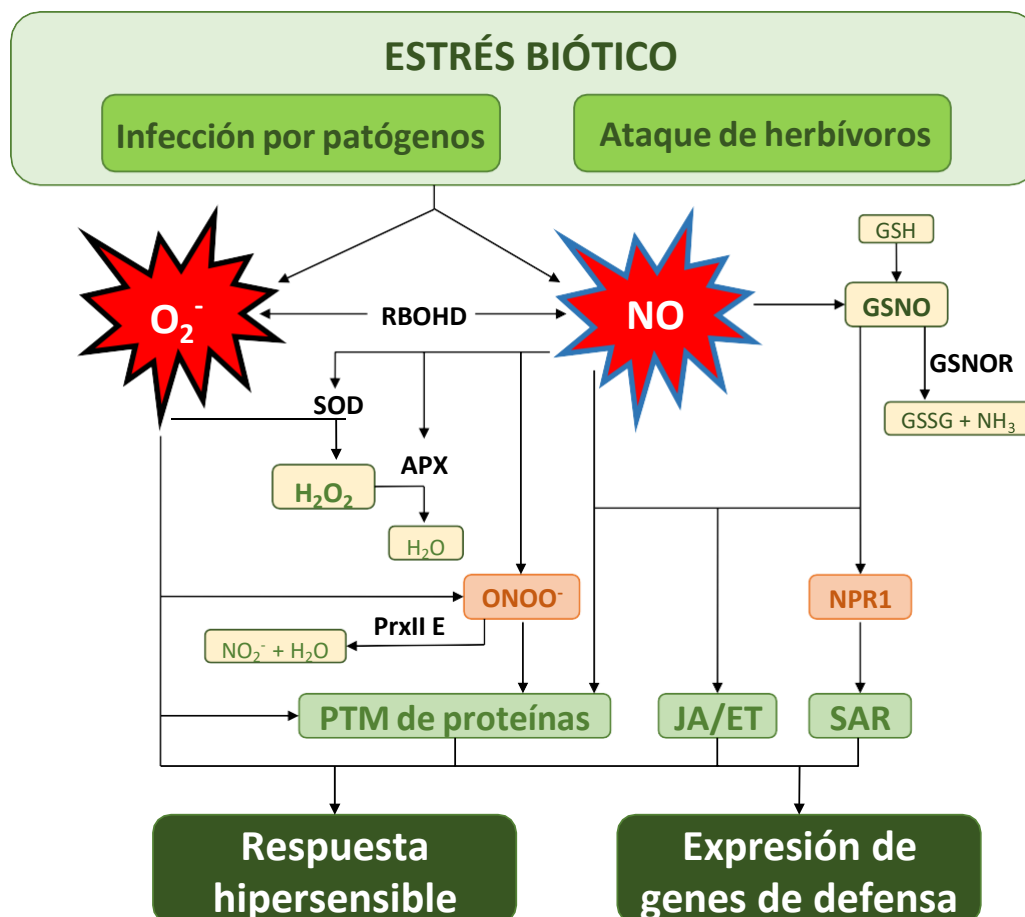 ESTRÉS BIÓTICO
Infección por patógenos
Ataque de herbívoros
GSH
O₂⁻
RBOHD
NO
GSNO
GSNOR
SOD
GSSG + NH₃
APX
H₂O₂
H₂O
ONOO⁻
NPR1
PrxII E
NO₂⁻ + H₂O
PTM de proteínas
JA/ET
SAR
Respuesta
hipersensible
Expresión de
genes de defensa